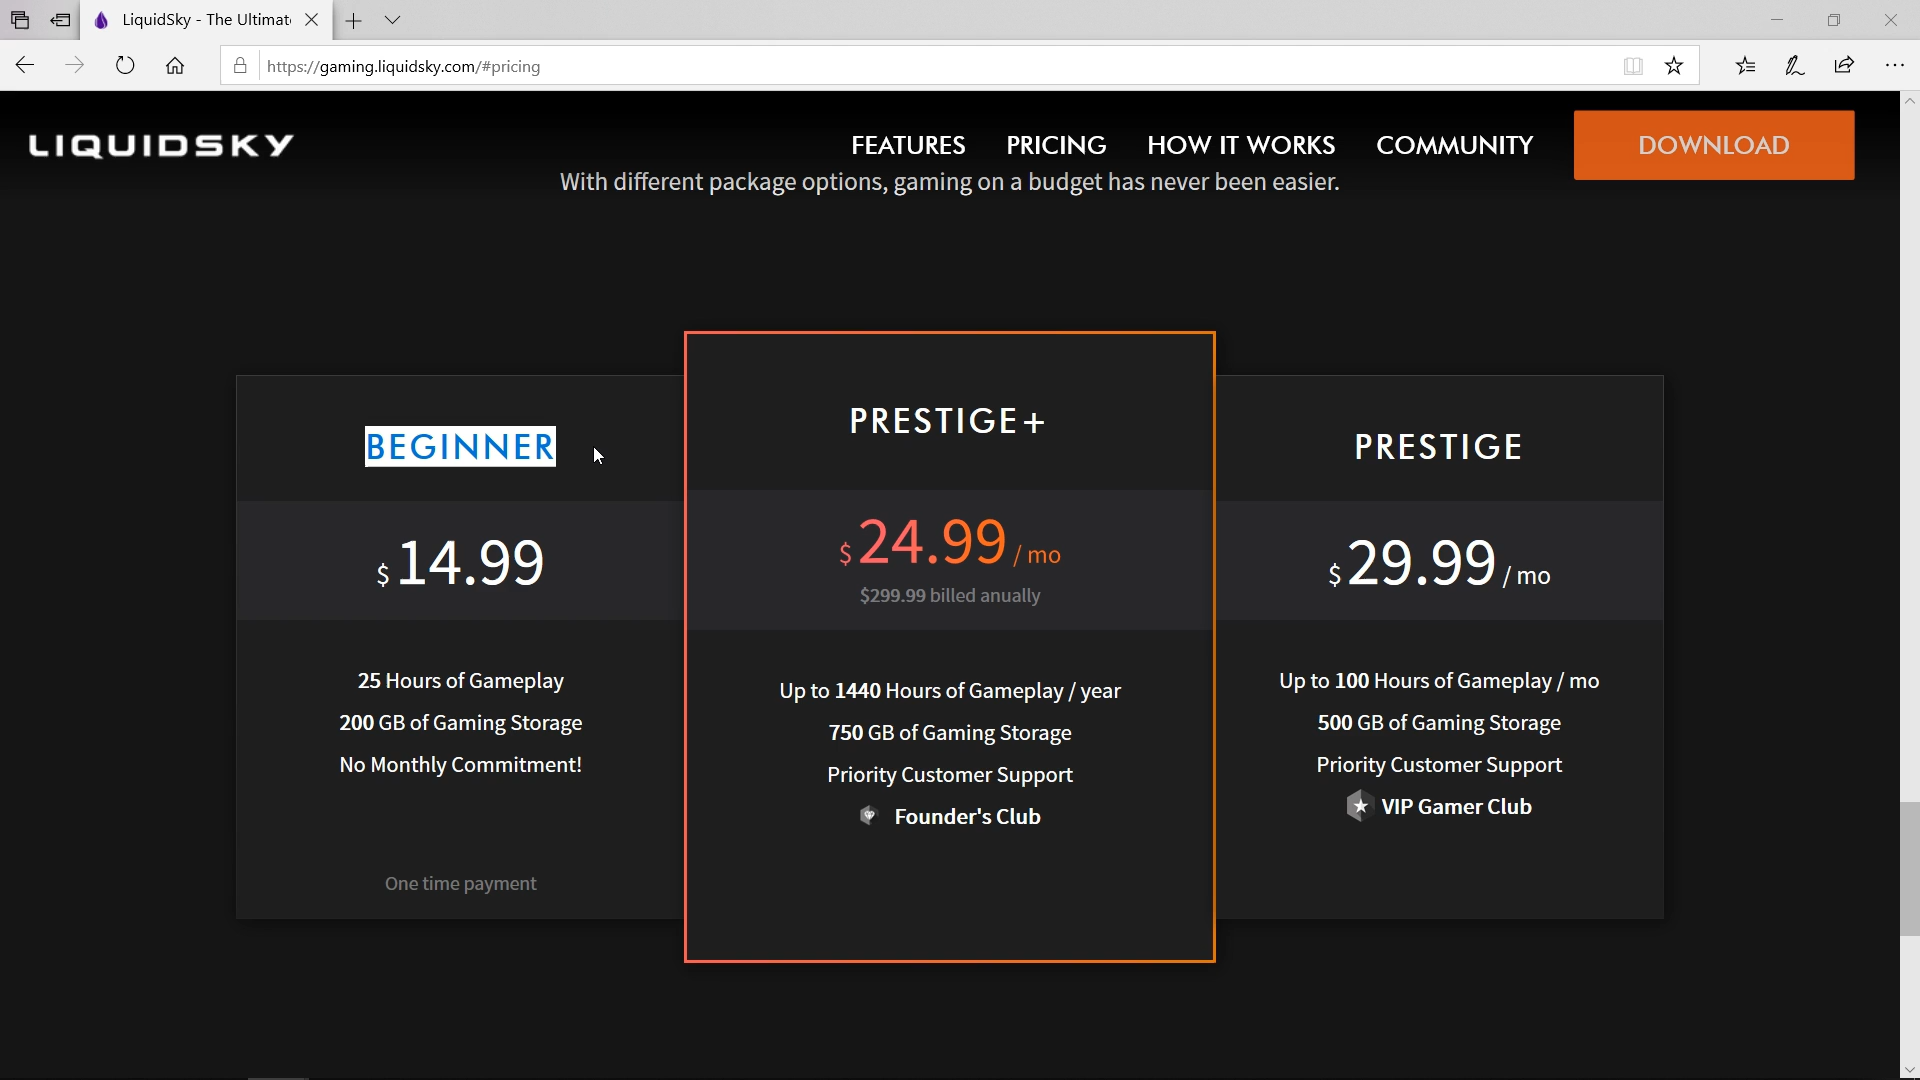 LiquidSky - The Ultimat
https://gaming.liquidsky.com/#pricing
LIQUIDSKY
FEATURES PRICING HOW IT WORKS COMMUNITY DOWNLOAD
With different package options, gaming on a budget has never been easier.
BEGINNER
$14.99
25 Hours of Gameplay
200 GB of Gaming Storage
No Monthly Commitment!
One time payment
PRESTIGE+
$24.99/mo
$299.99 billed anually
Up to 1440 Hours of Gameplay / year
750 GB of Gaming Storage
Priority Customer Support
Founder's Club
PRESTIGE
$29.99/mo
Up to 100 Hours of Gameplay / mo
500 GB of Gaming Storage
Priority Customer Support
VIP Gamer Club